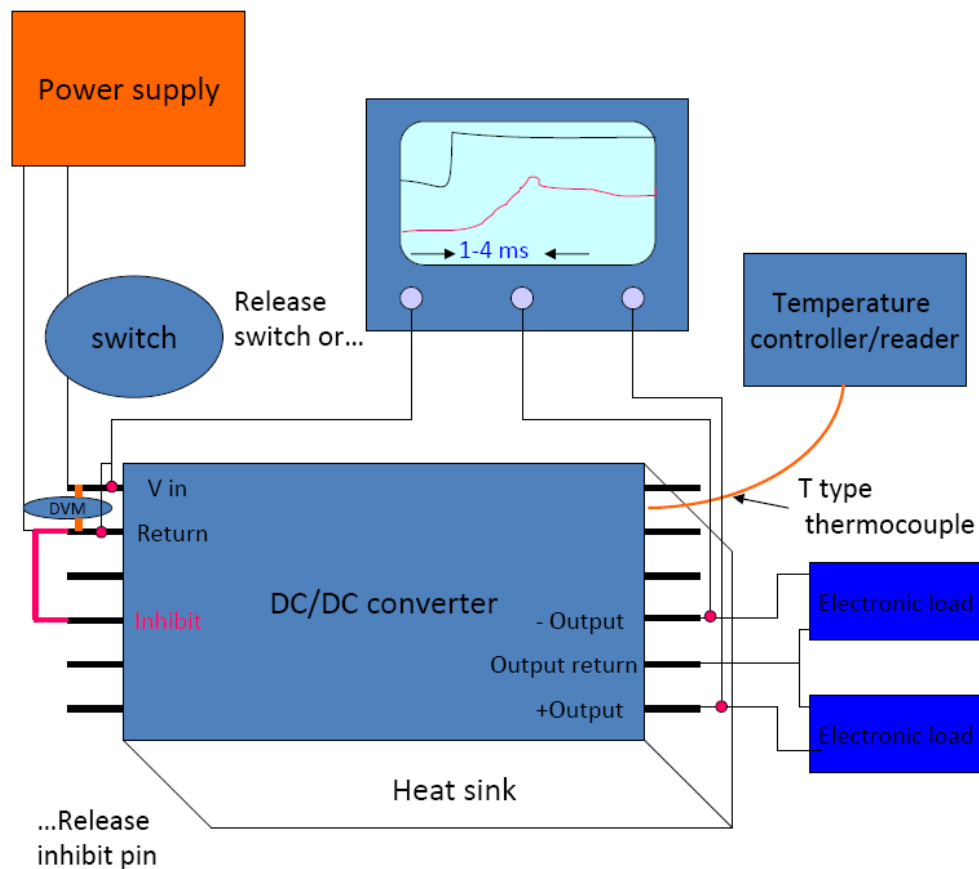 Power supply
switch
Release
switch or...
1-4 ms
Temperature
controller/reader
T type
thermocouple
DVM
V in
Return
Inhibit
DC/DC converter
- Output
Output return
+Output
Electronic load
Electronic load
Heat sink
...Release
inhibit pin